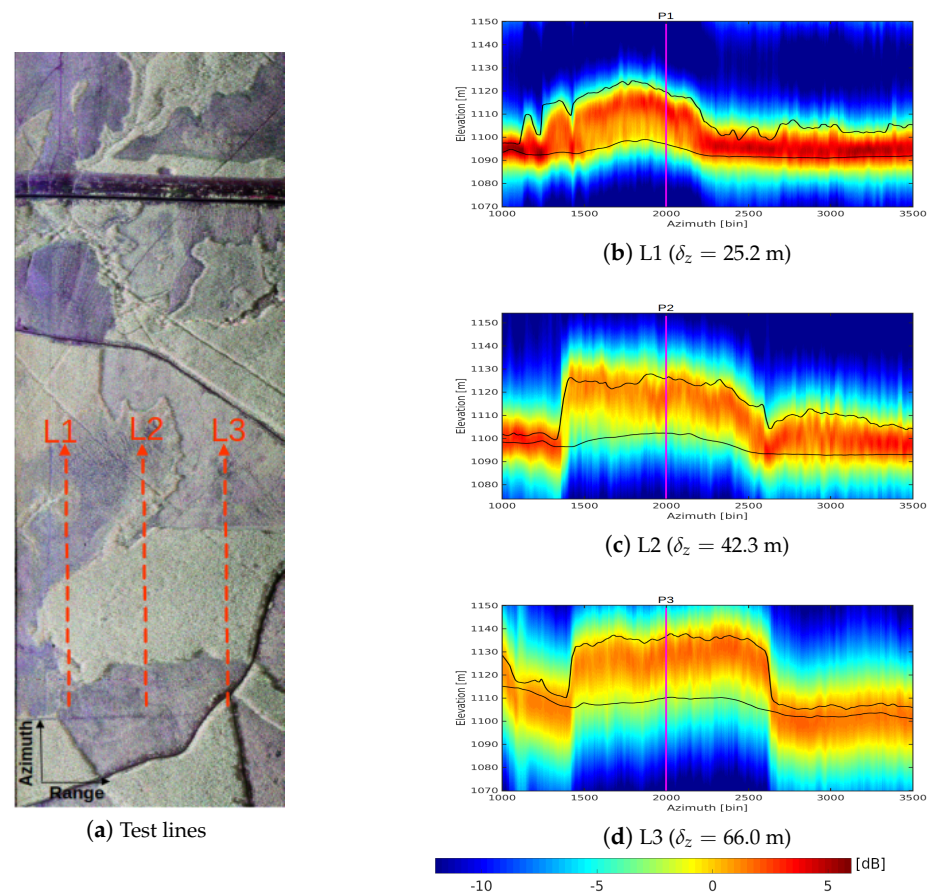 L1 L2 L3
Azimuth
Range
(a) Test lines
P1
1150
1140
1130
1120
1110
1100
1090
1080
1070
Elevation [m]
1000 1500 2000 2500 3000 3500
Azimuth [bin]
(b) L1 (δz = 25.2 m)
P2
1150
1140
1130
1120
1110
1100
1090
1080
Elevation [m]
1000 1500 2000 2500 3000 3500
Azimuth [bin]
(c) L2 (δz = 42.3 m)
P3
1150
1140
1130
1120
1110
1100
1090
1080
1070
Elevation [m]
1000 1500 2000 2500 3000 3500
Azimuth [bin]
(d) L3 (δz = 66.0 m)
[dB]
-10 -5 0 5